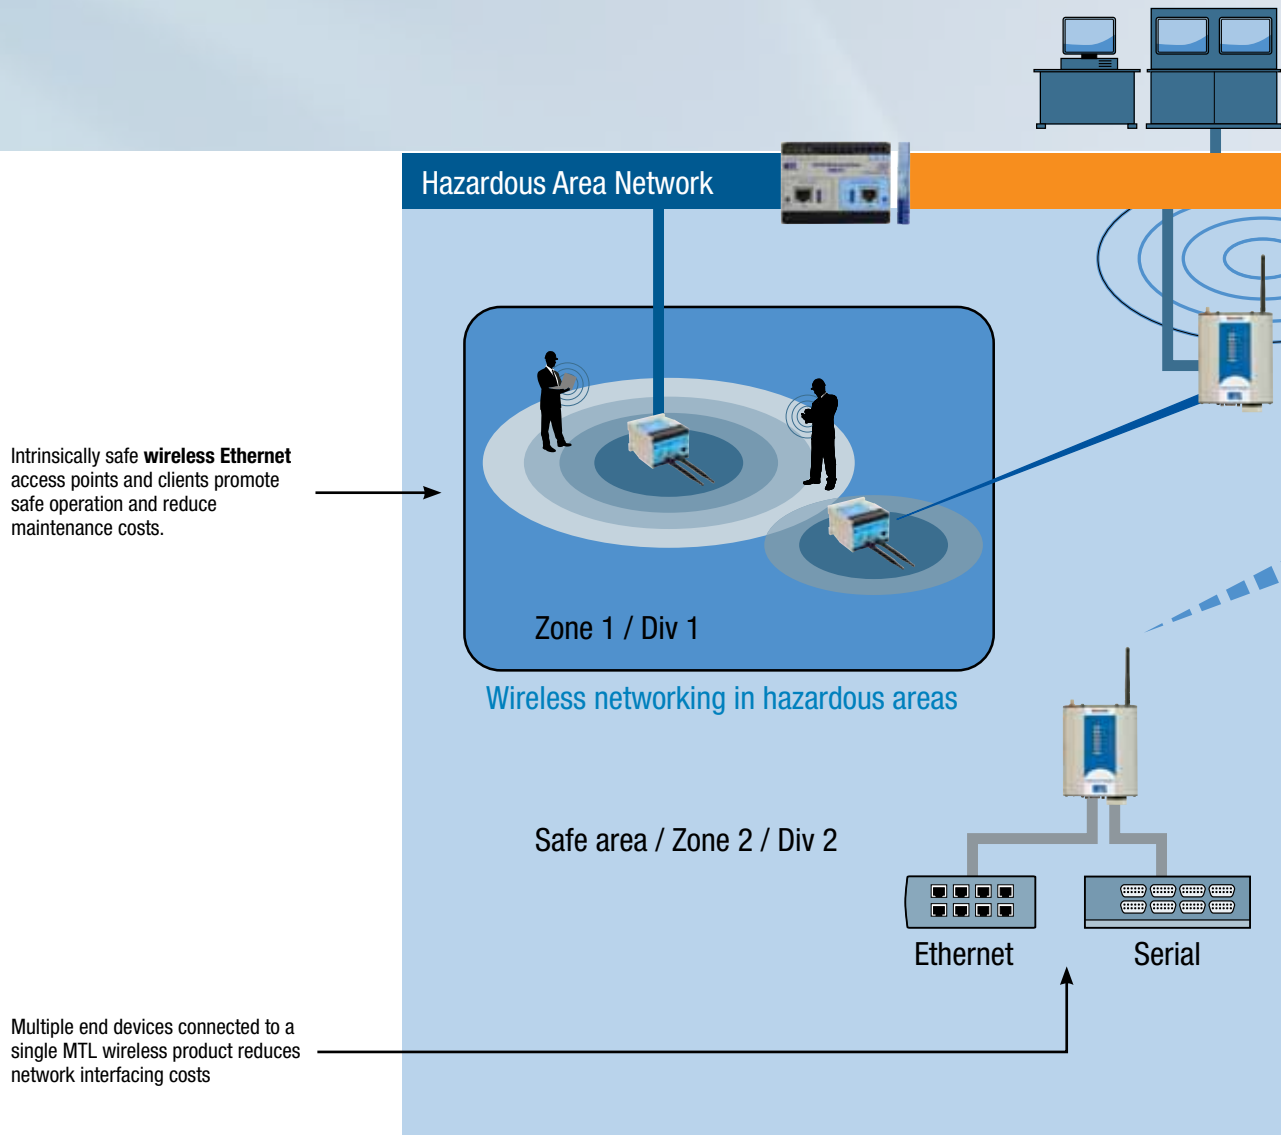 Hazardous Area Network
Intrinsically safe wireless Ethernet
access points and clients promote
safe operation and reduce
maintenance costs.
Zone 1 / Div 1
Wireless networking in hazardous areas
Safe area / Zone 2 / Div 2
Ethernet
Serial
Multiple end devices connected to a
single MTL wireless product reduces
network interfacing costs